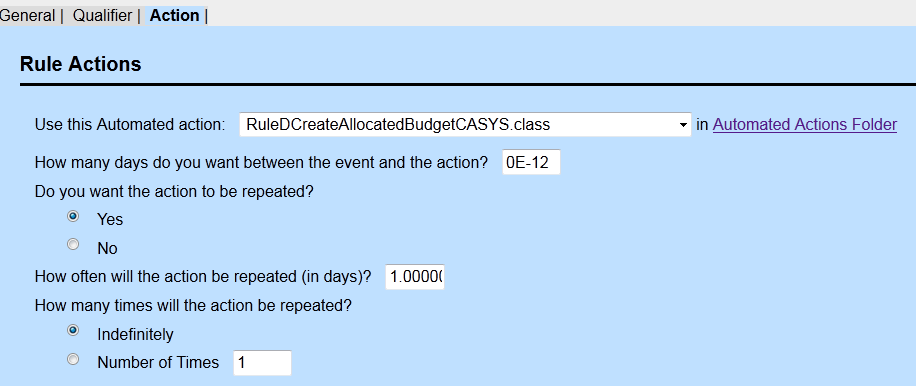 General | Qualifier | Action |
Rule Actions
Use this Automated action: RuleDCreateAllocatedBudgetCASYS.class in Automated Actions Folder
How many days do you want between the event and the action? 0E-12
Do you want the action to be repeated?
Yes
No
How often will the action be repeated (in days)? 1.0000(
How many times will the action be repeated?
Indefinitely
Number of Times 1